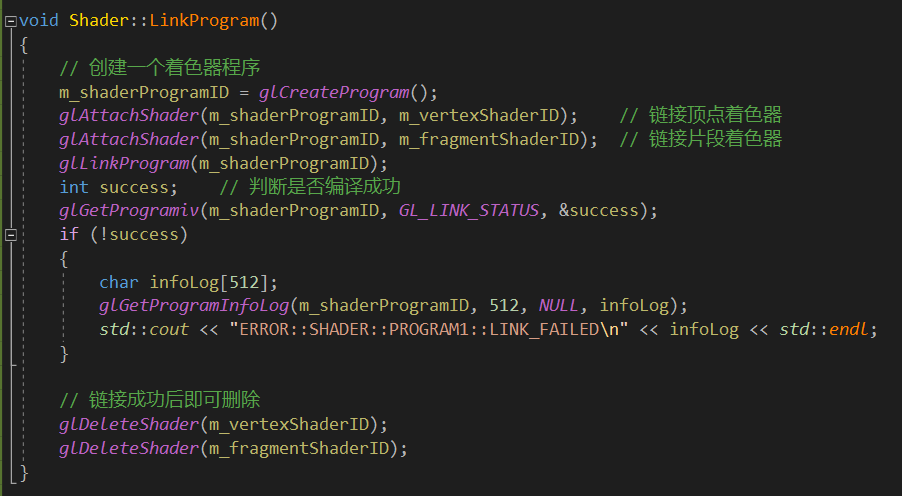 void Shader::LinkProgram()
{
    // 创建一个着色器程序
    m_shaderProgramID = glCreateProgram();
    glAttachShader(m_shaderProgramID, m_vertexShaderID);    // 链接顶点着色器
    glAttachShader(m_shaderProgramID, m_fragmentShaderID);  // 链接片段着色器
    glLinkProgram(m_shaderProgramID);
    int success;    // 判断是否编译成功
    glGetProgramiv(m_shaderProgramID, GL_LINK_STATUS, &success);
    if (!success)
    {
        char infoLog[512];
        glGetProgramInfoLog(m_shaderProgramID, 512, NULL, infoLog);
        std::cout << "ERROR::SHADER::PROGRAM1::LINK_FAILED\n" << infoLog << std::endl;
    }

    // 链接成功后即可删除
    glDeleteShader(m_vertexShaderID);
    glDeleteShader(m_fragmentShaderID);
}